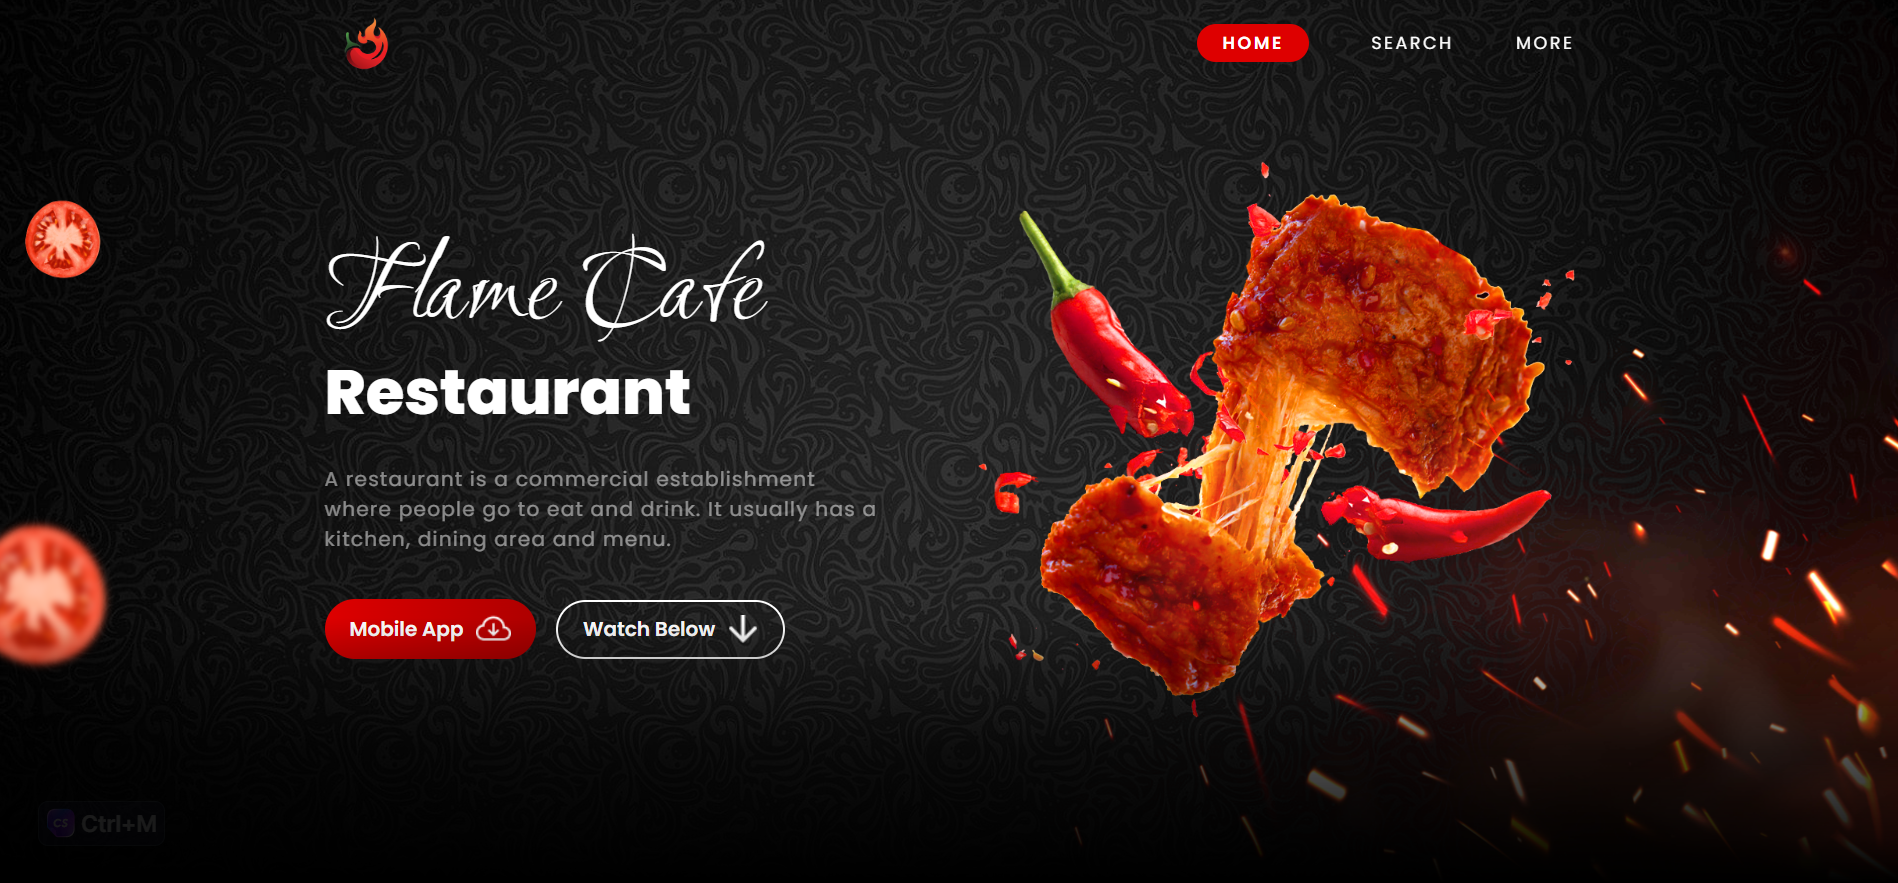 HOME SEARCH MORE
Flame Cafe
Restaurant
A restaurant is a commercial establishment
where people go to eat and drink. It usually has a
kitchen, dining area and menu.
Mobile App Watch Below
CS Ctrl+M